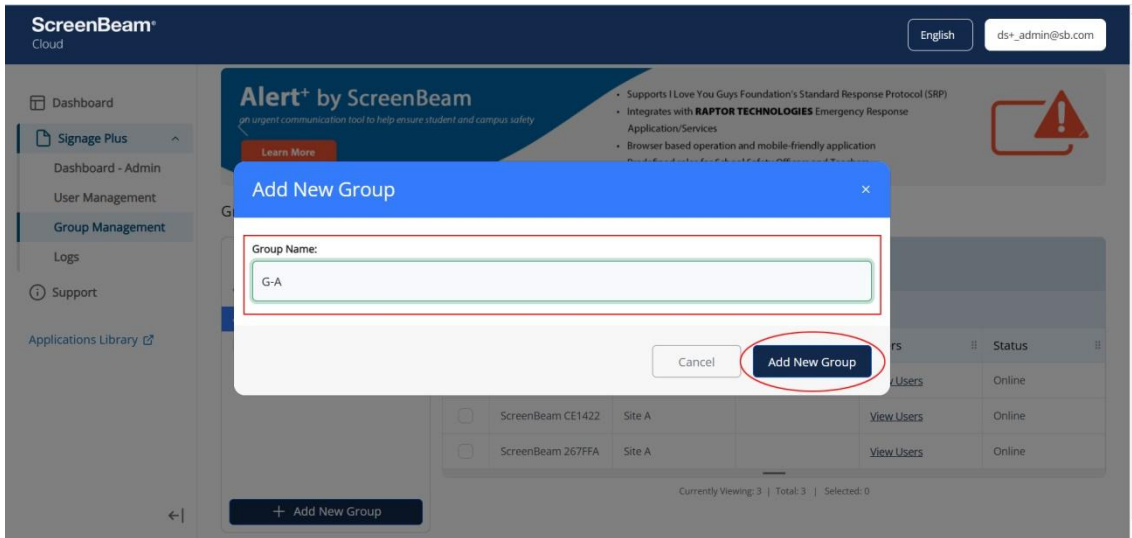 ScreenBeam®
Cloud
English
ds+_admin@sb.com
Dashboard
Signage Plus
Dashboard - Admin
User Management
Group Management
Logs
Support
Applications Library
Alert+ by ScreenBeam
an urgent communication tool to help ensure student and campus safety
Learn More
• Supports I Love You Guys Foundation's Standard Response Protocol (SRP)
• Integrates with RAPTOR TECHNOLOGIES Emergency Response
Application/Services
• Browser based operation and mobile-friendly application
Add New Group
×
Group Name:
G-A
Cancel
Add New Group
Status
View Users
Online
ScreenBeam CE1422
Site A
View Users
Online
ScreenBeam 267FFA
Site A
View Users
Online
Currently Viewing: 3 | Total: 3 | Selected: 0
+ Add New Group